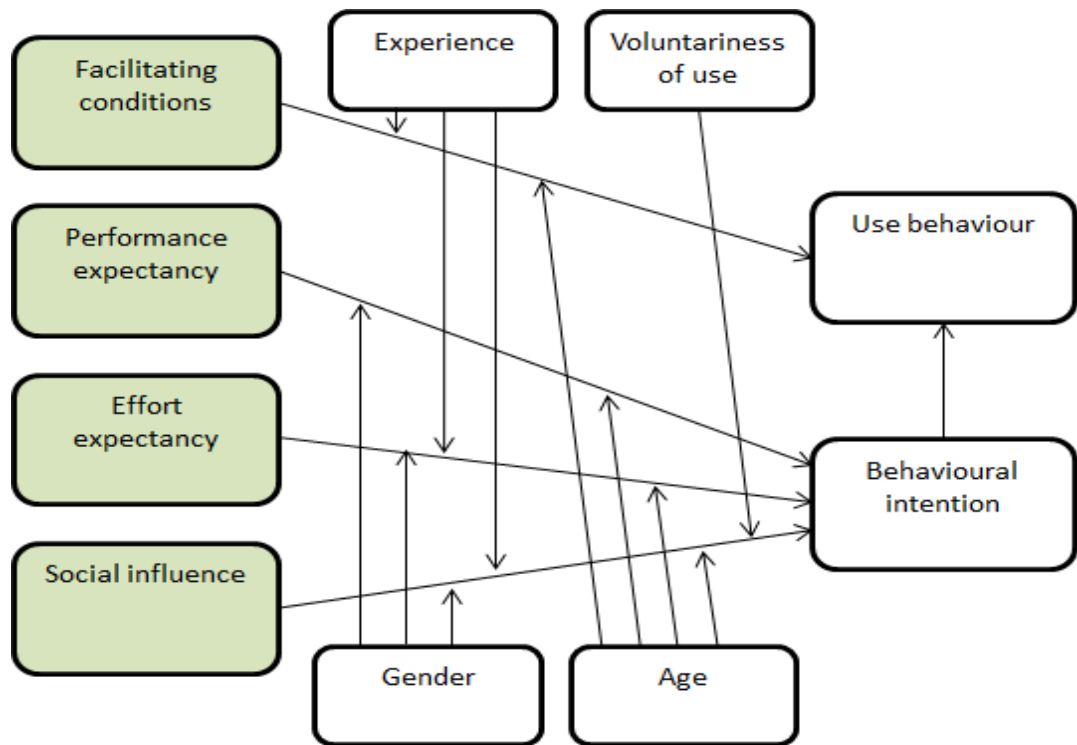 Experience
Voluntariness
of use
Facilitating
conditions
Performance
expectancy
Use behaviour
Effort
expectancy
Behavioural
intention
Social influence
Gender
Age